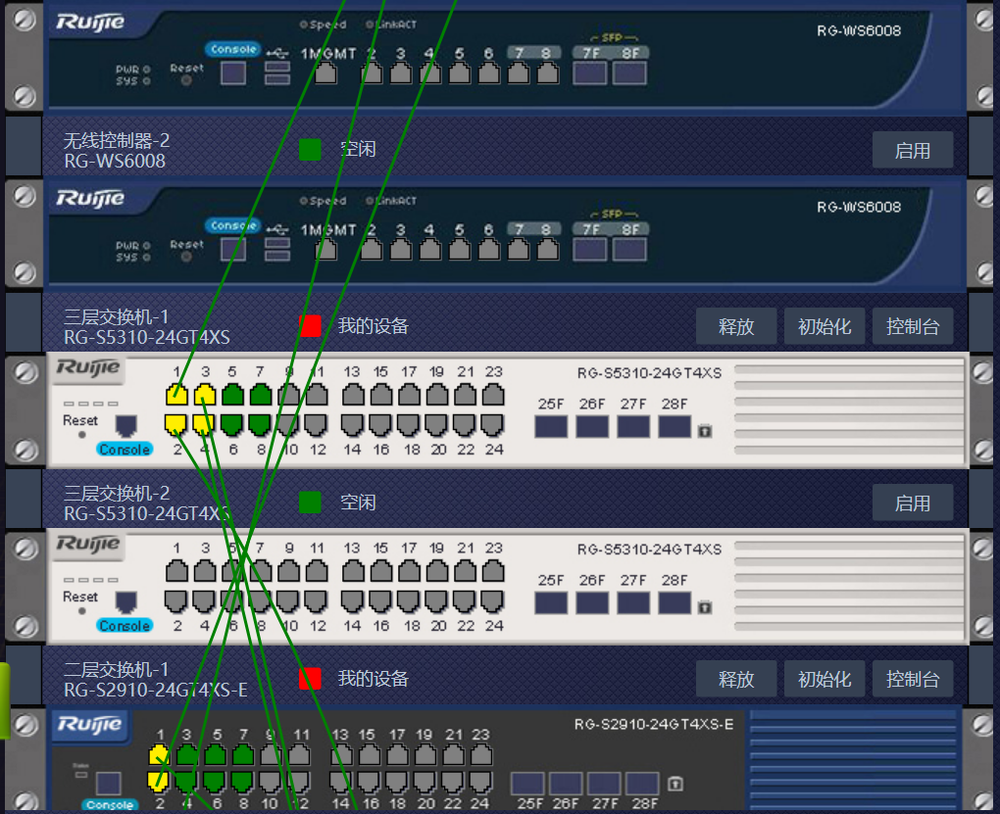 Ruijie
Speed LinkACT
RG-WS6008
SFP
Console 1MGMT 2 3 4 5 6 7 8 7F 8F
PWR Reset
SYS
无线控制器-2
RG-WS6008
空闲
启用
Ruijie
Speed LinkACT
RG-WS6008
SFP
Console 1MGMT 2 3 4 5 6 7 8 7F 8F
PWR Reset
SYS
三层交换机-1
RG-S5310-24GT4XS
我的设备
释放 初始化 控制台
Ruijie
1 3 5 7 9 11 13 15 17 19 21 23
RG-S5310-24GT4XS
25F 26F 27F 28F
Reset
Console
2 4 6 8 10 12 14 16 18 20 22 24
三层交换机-2
RG-S5310-24GT4XS
空闲
启用
Ruijie
1 3 5 7 9 11 13 15 17 19 21 23
RG-S5310-24GT4XS
25F 26F 27F 28F
Reset
Console
2 4 6 8 10 12 14 16 18 20 22 24
二层交换机-1
RG-S2910-24GT4XS-E
我的设备
释放 初始化 控制台
Ruijie
1 3 5 7 9 11 13 15 17 19 21 23
RG-S2910-24GT4XS-E
Console
2 4 6 8 10 12 14 16 18 20 22 24
25F 26F 27F 28F